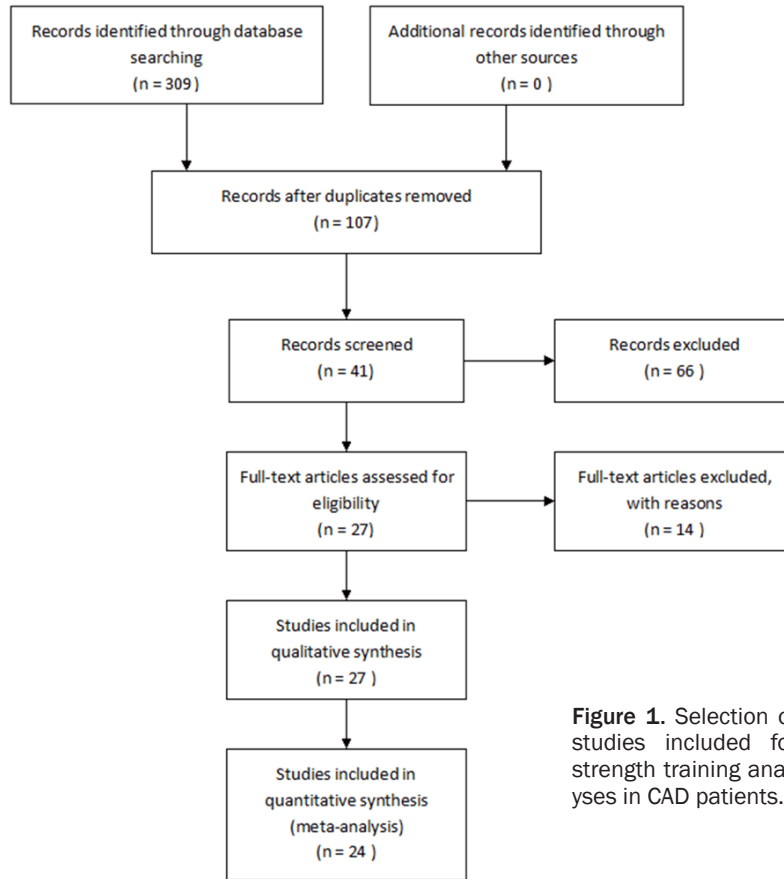 Records identified through database
searching
(n = 309)
Additional records identified through
other sources
(n = 0 )
Records after duplicates removed
(n = 107)
Records screened
(n = 41)
Records excluded
(n = 66 )
Full-text articles assessed for
eligibility
(n = 27)
Full-text articles excluded,
with reasons
(n = 14 )
Studies included in
qualitative synthesis
(n = 27 )
Studies included in
quantitative synthesis
(meta-analysis)
(n = 24 )
Figure 1. Selection
studies included
strength training anal
yses in CAD patients.